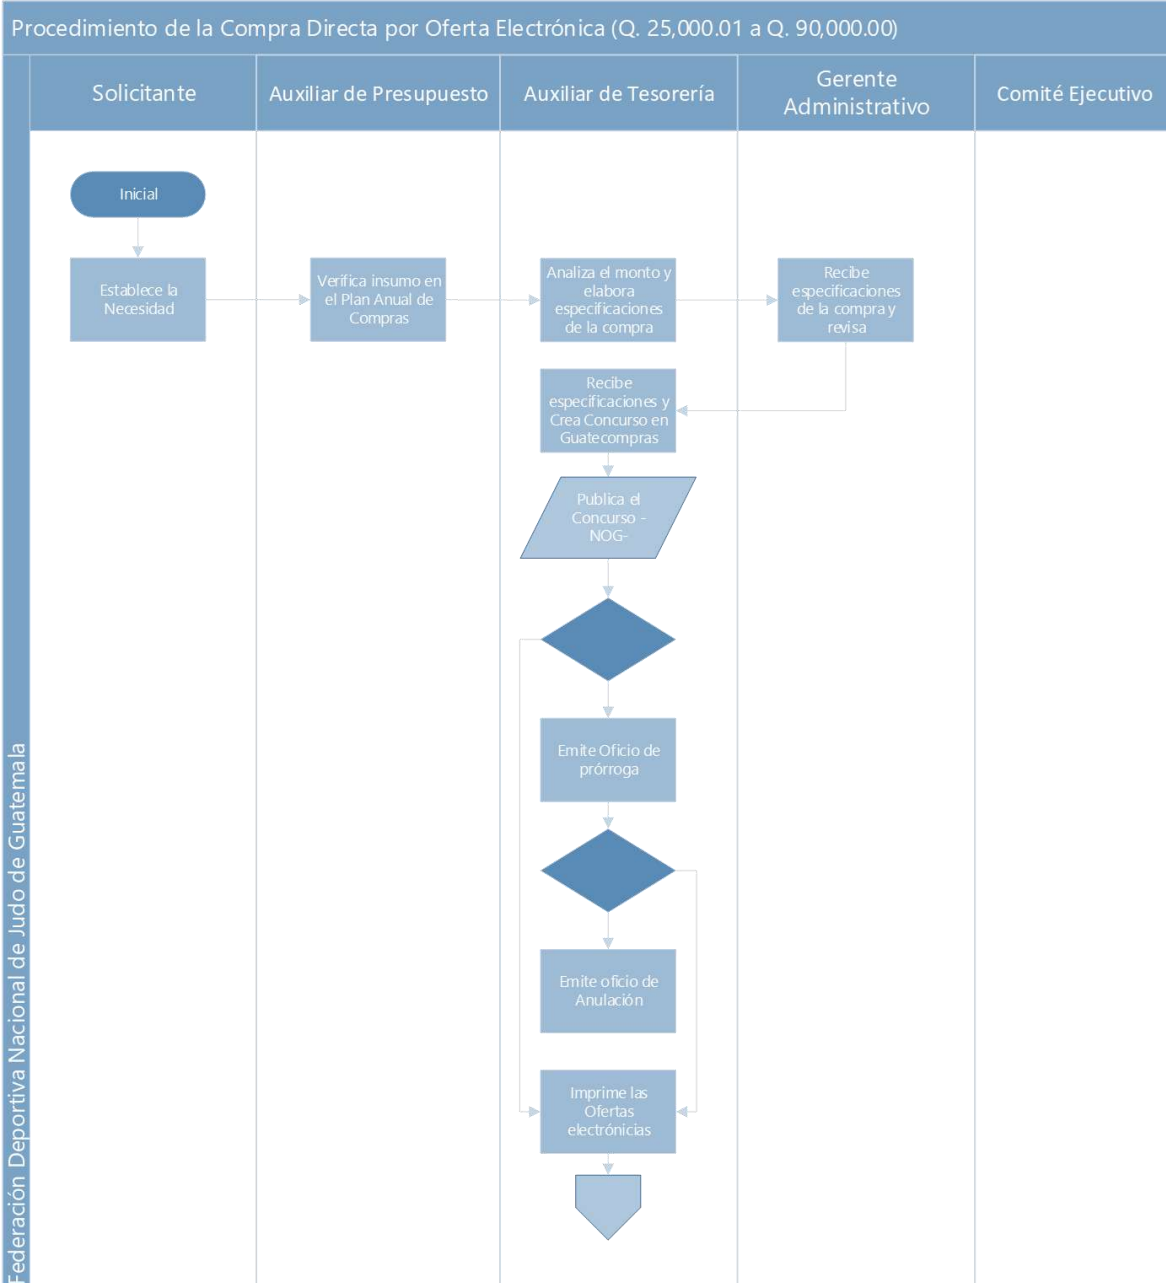 Procedimiento de la Compra Directa por Oferta Electrónica (Q. 25,000.01 a Q. 90,000.00)
Federación Deportiva Nacional de Judo de Guatemala
Solicitante
Auxiliar de Presupuesto
Auxiliar de Tesorería
Gerente
Administrativo
Comité Ejecutivo
Inicial
Establece la
Necesidad
Verifica insumo en
el Plan Anual de
Compras
Analiza el monto y
elabora
especificaciones
de la compra
Recibe
especificaciones
de la compra y
revisa
Recibe
especificaciones y
Crea Concurso en
Guatecompras
Publica el
Concurso -
NOG-
Emite Oficio de
prórroga
Emite oficio de
Anulación
Imprime las
Ofertas
electrónicias